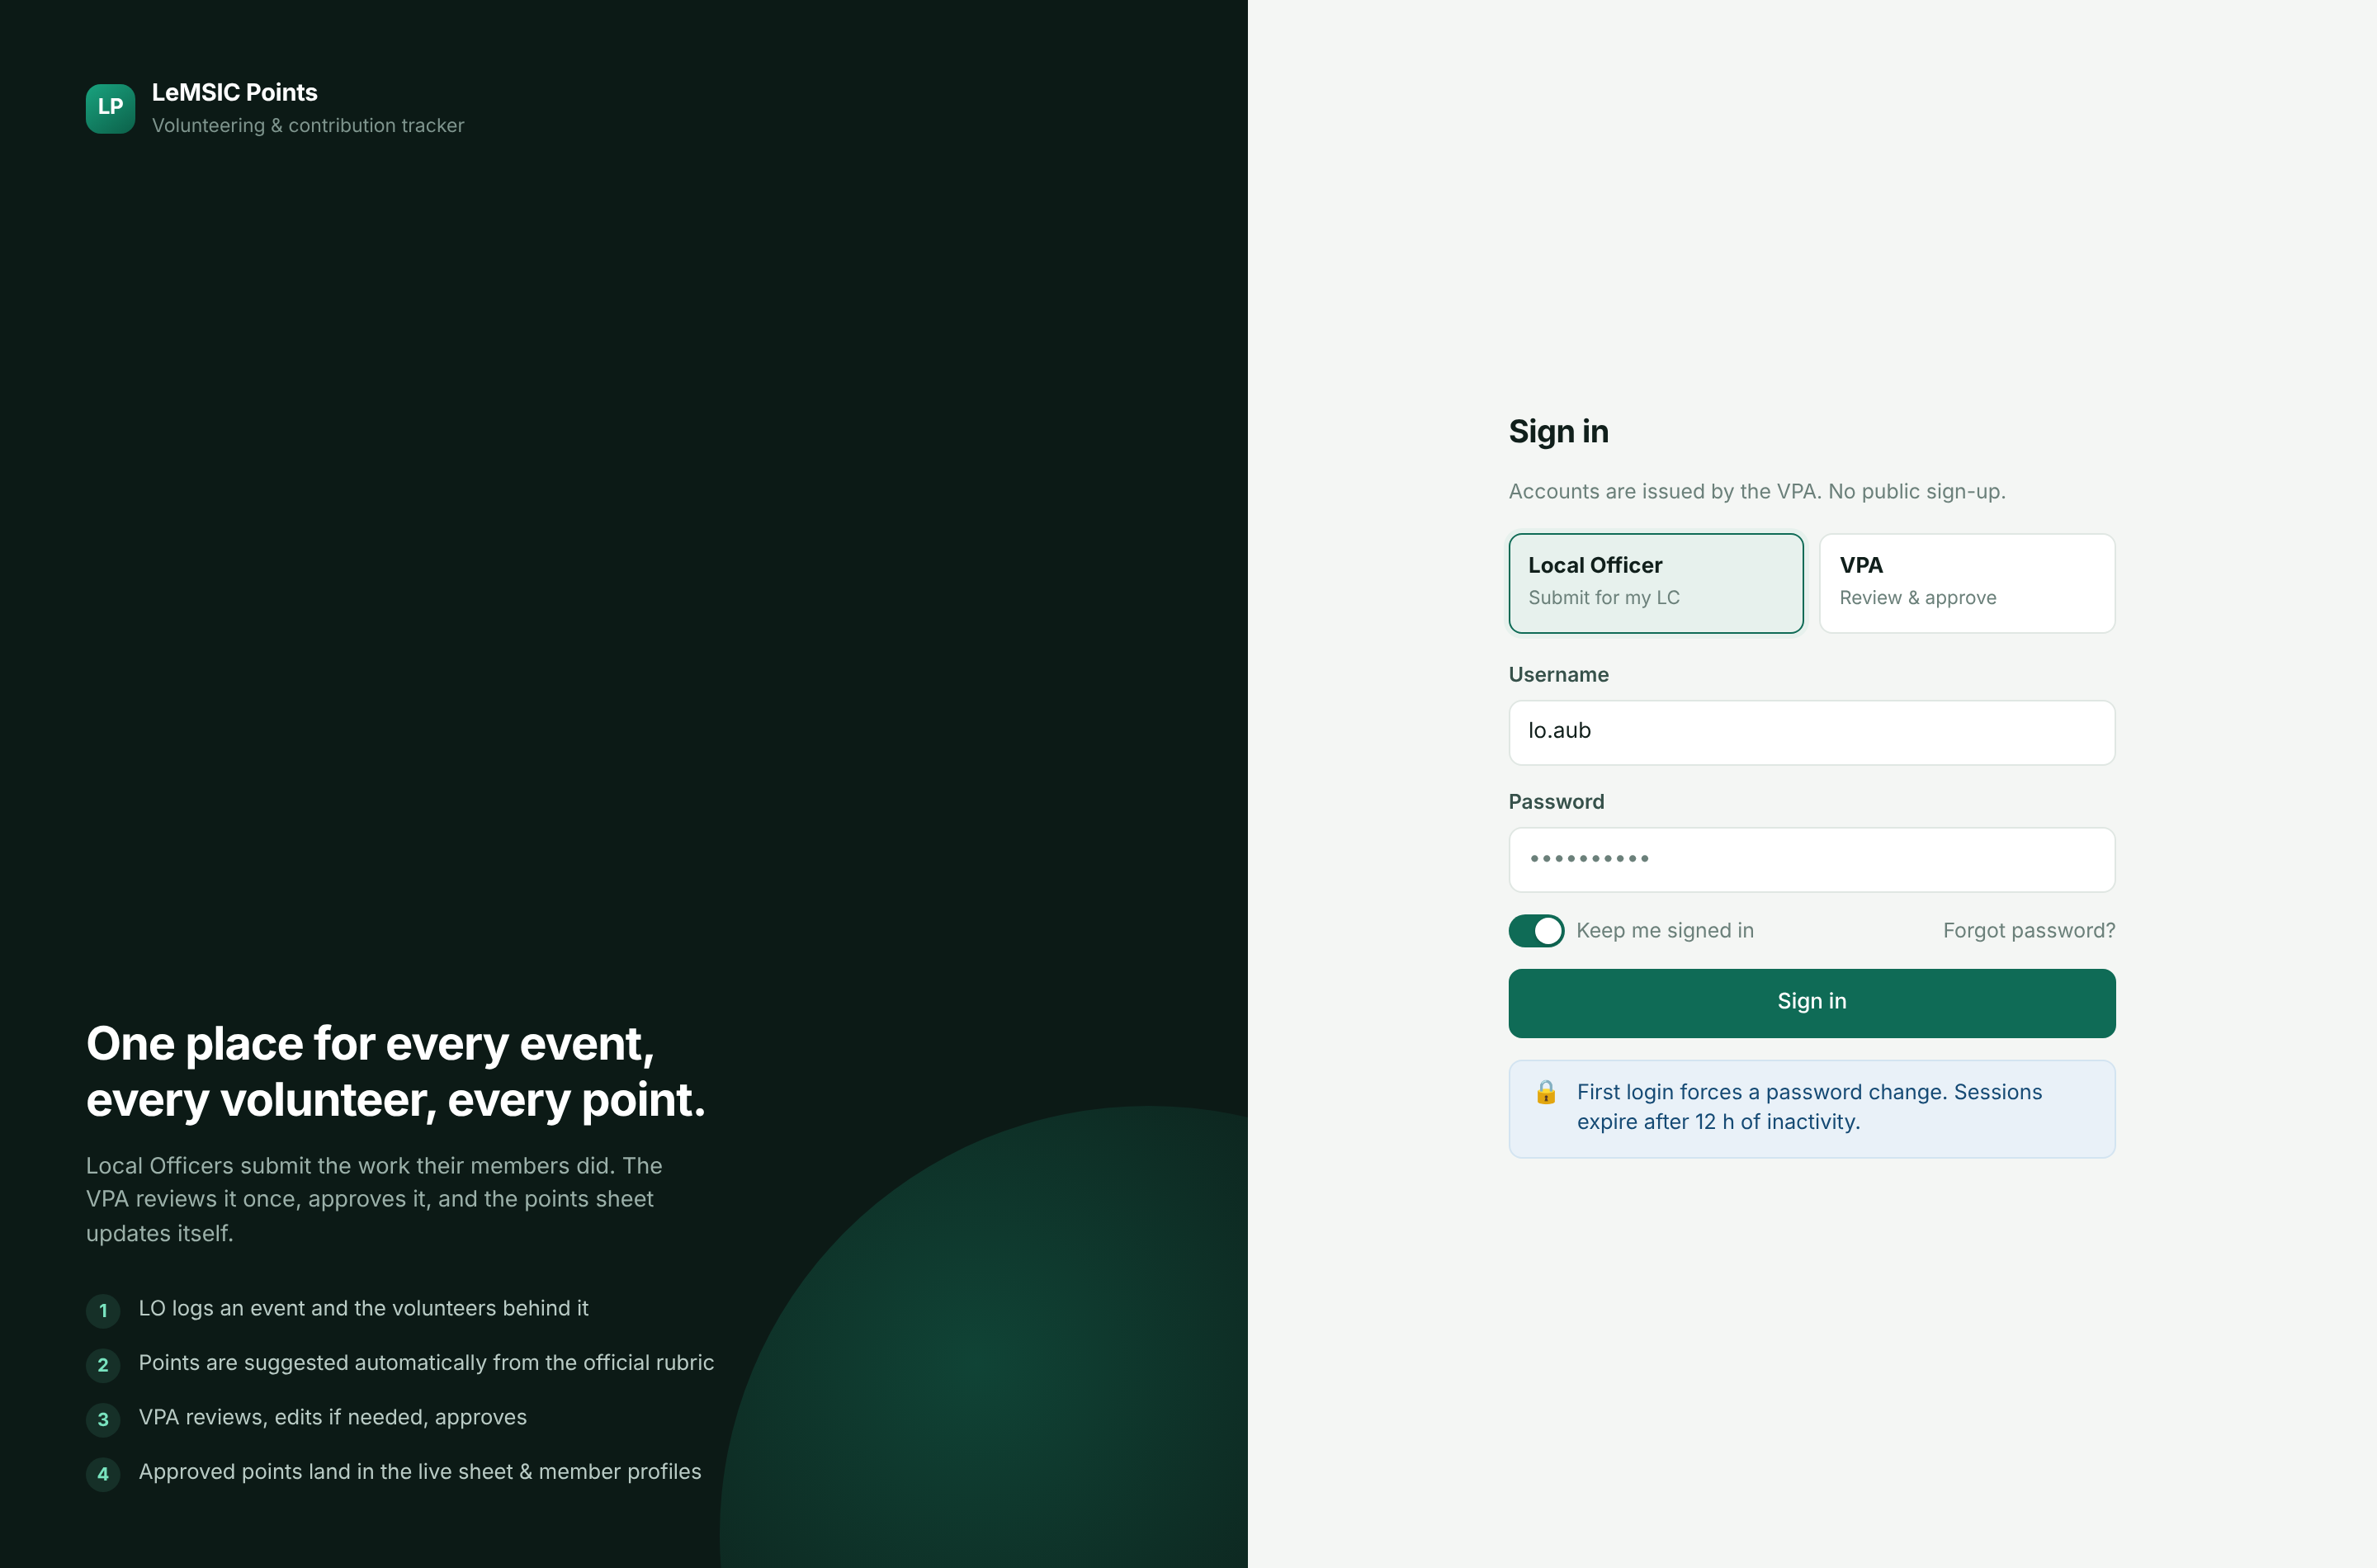 LP
LeMSIC Points
Volunteering & contribution tracker
One place for every event,
every volunteer, every point.
Local Officers submit the work their members did. The
VPA reviews it once, approves it, and the points sheet
updates itself.
1 LO logs an event and the volunteers behind it
2 Points are suggested automatically from the official rubric
3 VPA reviews, edits if needed, approves
4 Approved points land in the live sheet & member profiles
Sign in
Accounts are issued by the VPA. No public sign-up.
Local Officer
Submit for my LC
VPA
Review & approve
Username
lo.aub
Password
••••••••••
Keep me signed in
Forgot password?
Sign in
🔒 First login forces a password change. Sessions
expire after 12 h of inactivity.